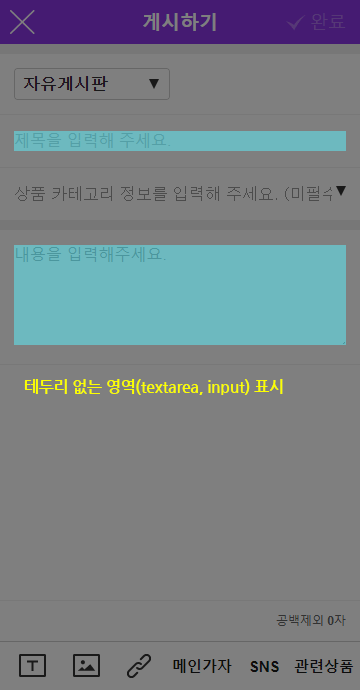 게시하기
완료
자유게시판
제목을 입력해 주세요.
상품 카테고리 정보를 입력해 주세요. (미필수
내용을 입력해주세요.
테두리 없는 영역(textarea, input) 표시
공백제외 0자
메인가자 SNS 관련상품